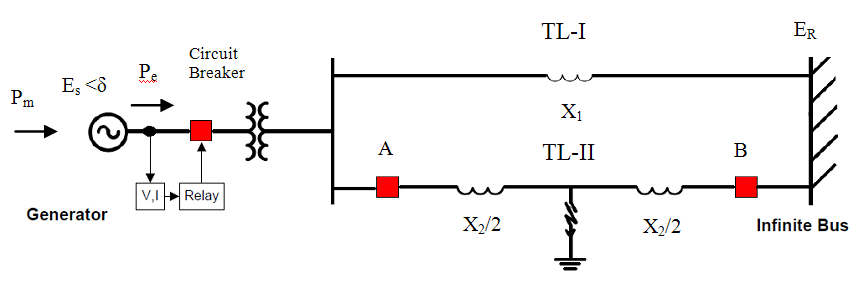 TL-I
E_R
Circuit
Breaker
P_e
E_s <δ
P_m
X_1
A
TL-II
B
V,I
Relay
Generator
X_2/2
X_2/2
Infinite Bus